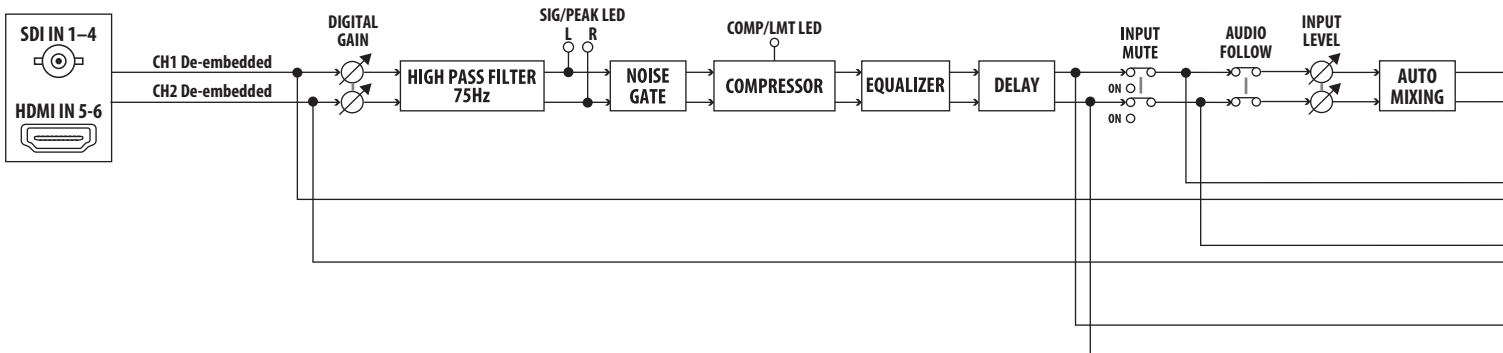 SDI IN 1–4
HDMI IN 5-6
CH1 De-embedded
CH2 De-embedded
DIGITAL
GAIN
HIGH PASS FILTER
75Hz
SIG/PEAK LED
L R
NOISE
GATE
COMP/LMT LED
COMPRESSOR
EQUALIZER
DELAY
INPUT
MUTE
ON
ON
AUDIO
FOLLOW
INPUT
LEVEL
AUTO
MIXING